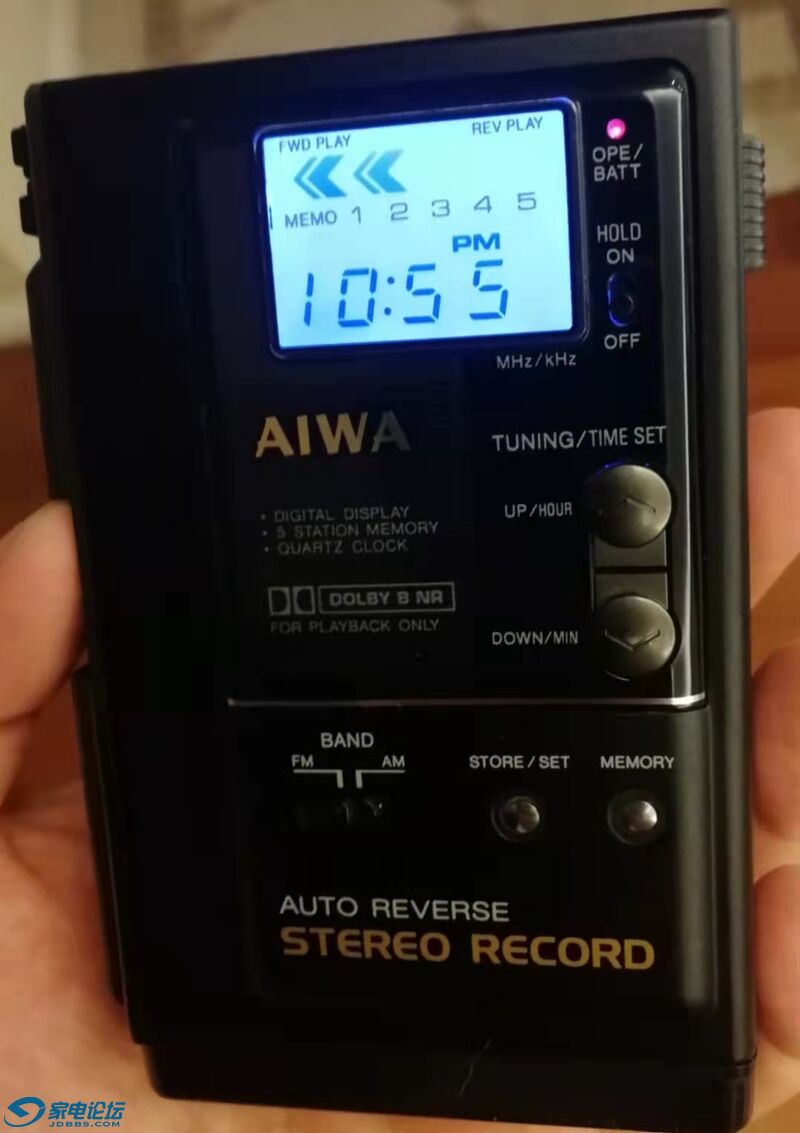 FWD PLAY
REV PLAY
MEMO 1 2 3 4 5
PM
10:55
MHz/kHz
OPE/
BATT
HOLD
ON
OFF
AIWA
TUNING/TIME SET
UP/HOUR
DOWN/MIN
• DIGITAL DISPLAY
• 5 STATION MEMORY
• QUARTZ CLOCK
DOLBY B NR
FOR PLAYBACK ONLY
BAND
FM AM
STORE/SET
MEMORY
AUTO REVERSE
STEREO RECORD
家电论坛
JDBBS.COM